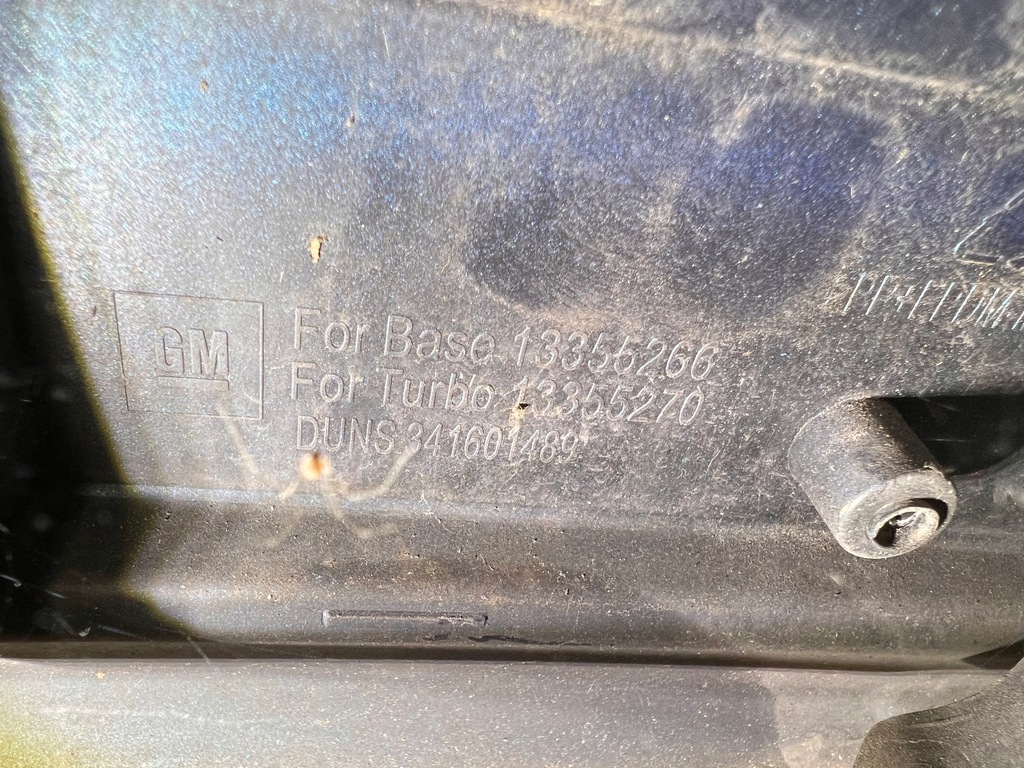 GM
For Base 13355266
For Turbo 13355270
DUNS 341601489